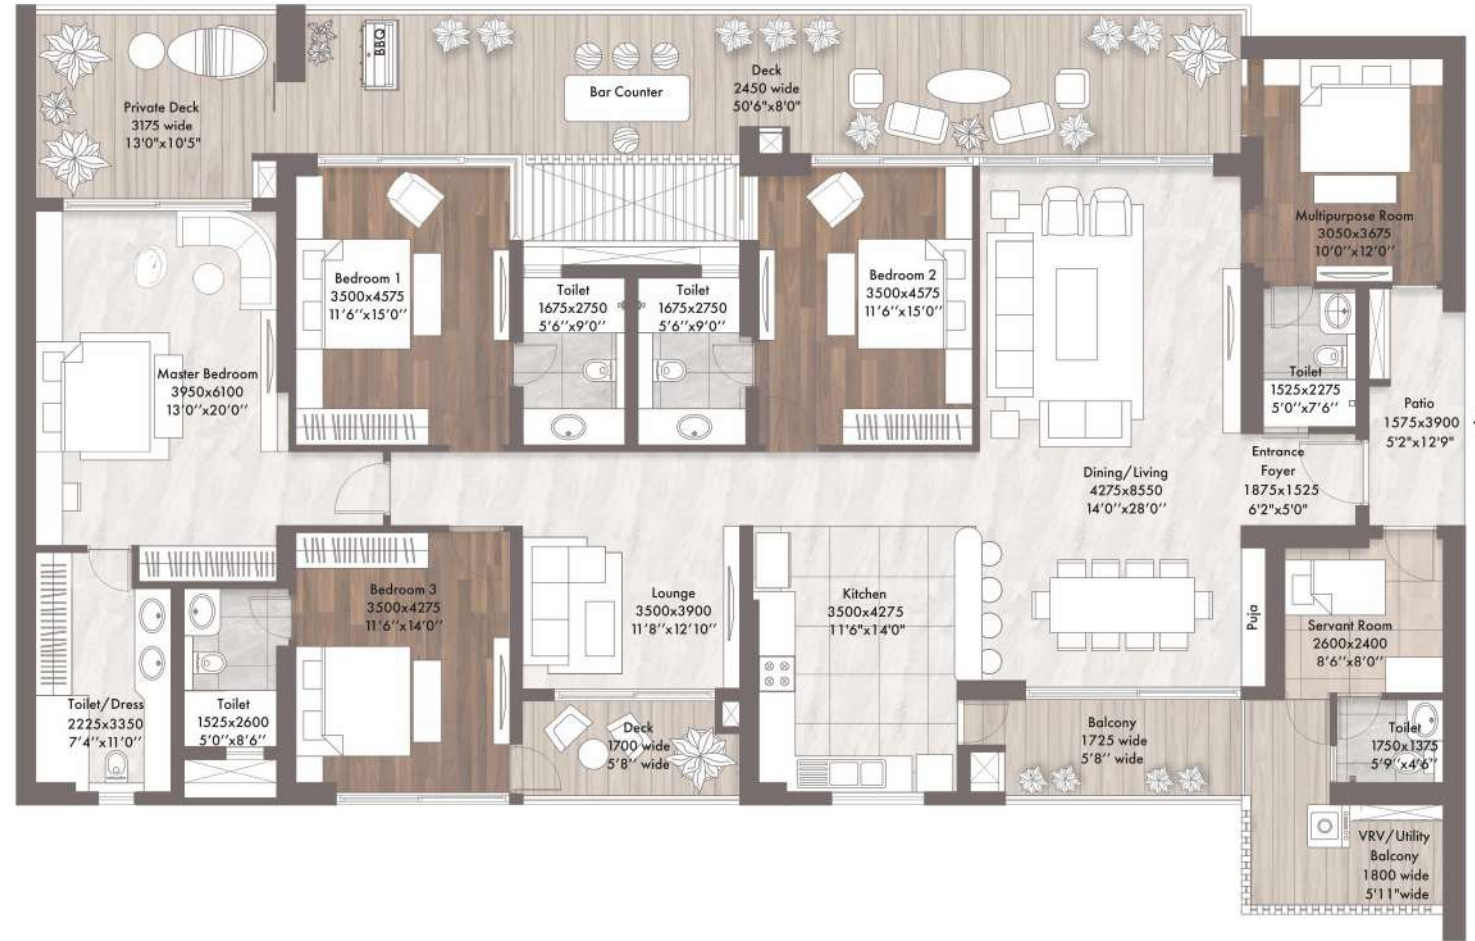 Private Deck
3175 wide
13'0"x10'5"
BBQ
Bar Counter
Deck
2450 wide
50'6"x8'0"
Multipurpose Room
3050x3675
10'0''x12'0''
Bedroom 1
3500x4575
11'6''x15'0''
Toilet
1675x2750
5'6''x9'0''
Toilet
1675x2750
5'6''x9'0''
Bedroom 2
3500x4575
11'6''x15'0''
Master Bedroom
3950x6100
13'0''x20'0''
Toilet
1525x2275
5'0''x7'6''
Patio
1575x3900
5'2"x12'9"
Dining/Living
4275x8550
14'0''x28'0''
Entrance
Foyer
1875x1525
6'2"x5'0"
Bedroom 3
3500x4275
11'6''x14'0''
Lounge
3500x3900
11'8''x12'10''
Kitchen
3500x4275
11'6"x14'0"
Puja
Servant Room
2600x2400
8'6''x8'0''
Toilet/Dress
2225x3350
7'4''x11'0''
Toilet
1525x2600
5'0''x8'6''
Deck
1700 wide
5'8'' wide
Balcony
1725 wide
5'8'' wide
Toilet
1750x1375
5'9''x4'6''
VRV/Utility
Balcony
1800 wide
5'11"wide